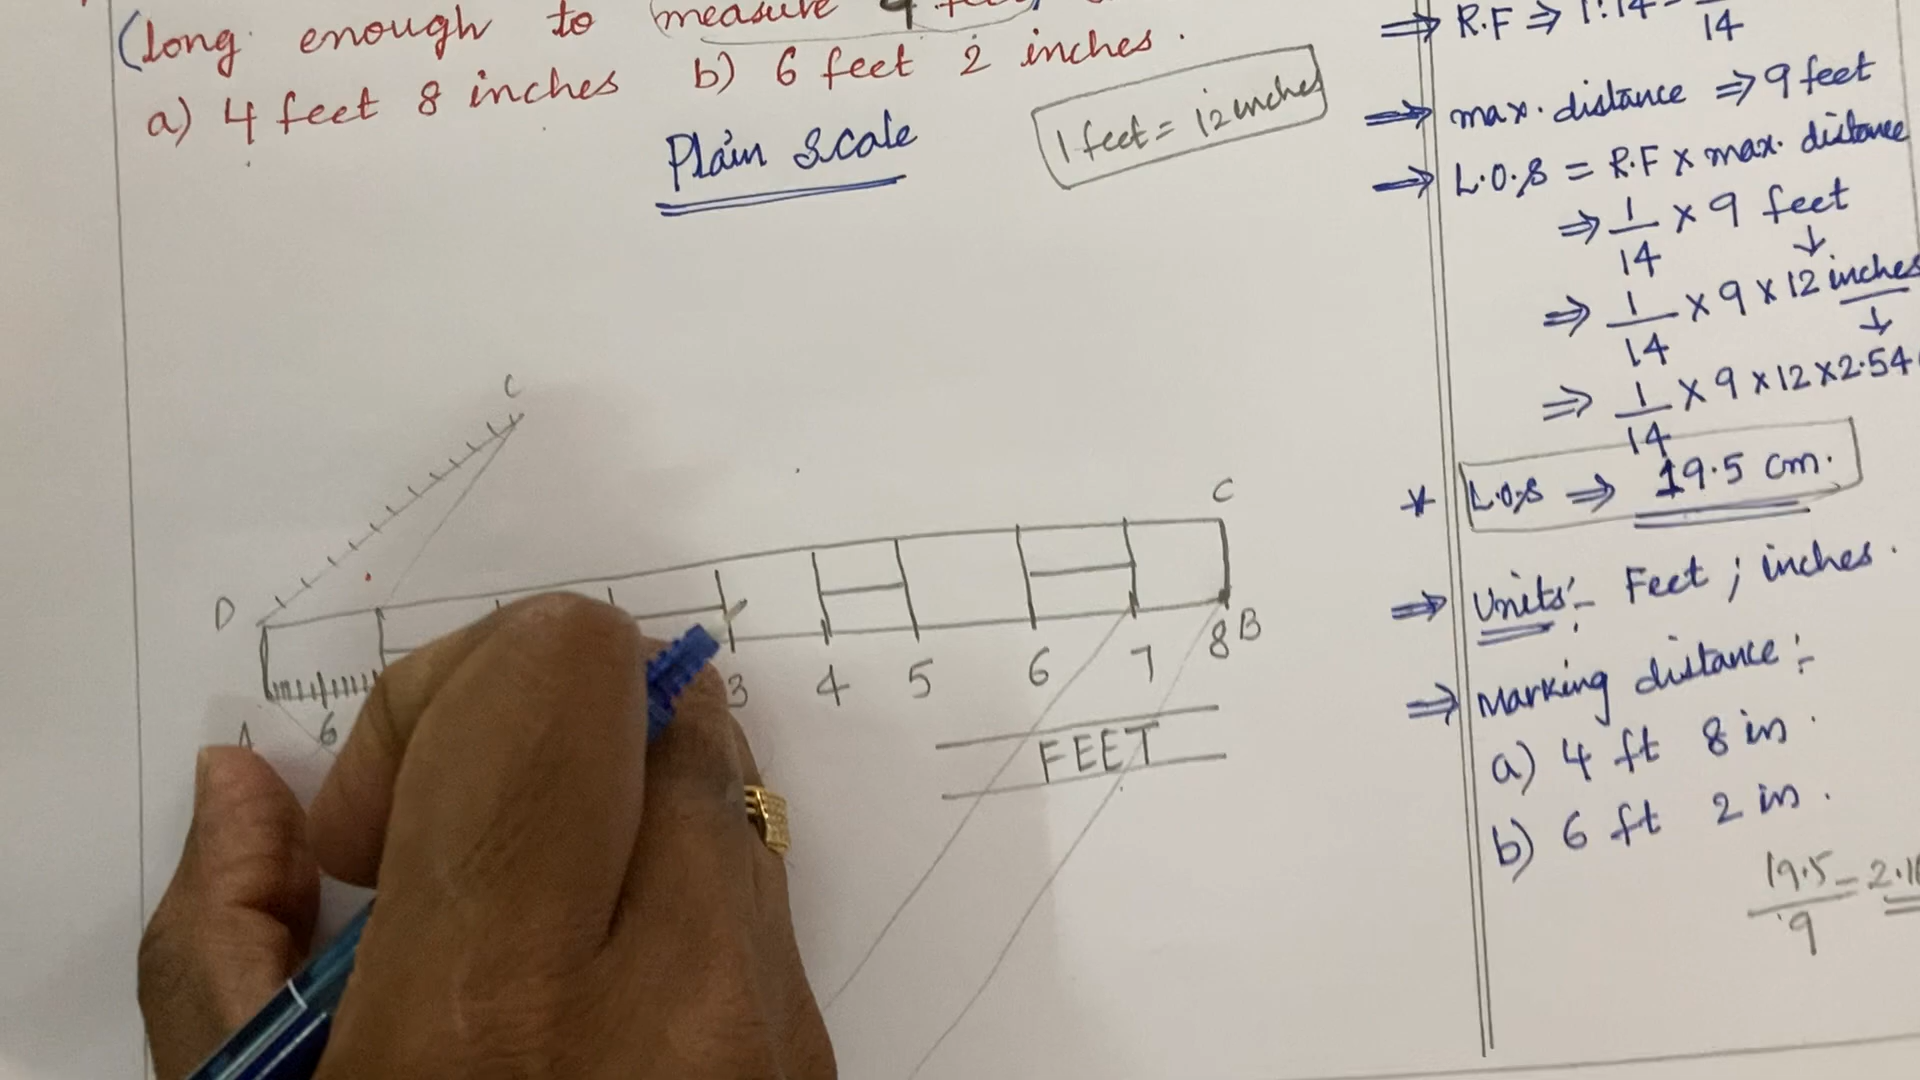 (long enough to measure 9
a) 4 feet 8 inches b) 6 feet 2 inches.
Plain scale
1 feet = 12 inches
⇒ R.F ⇒ 1:14 =
14
⇒ max. distance ⇒ 9 feet
⇒ L.O.S = R.F x max. distance
⇒ 1/14 x 9 feet
⇒ 1/14 x 9 x 12 inches
⇒ 1/14 x 9 x 12 x 2.54
* L.O.S ⇒ 19.5 cm.
⇒ Units:- Feet ; inches.
⇒ Marking distance:-
a) 4 ft 8 in.
b) 6 ft 2 in.
19.5/9 = 2.1
C
D
C
A 6 3 4 5 6 7 8 B
FEET